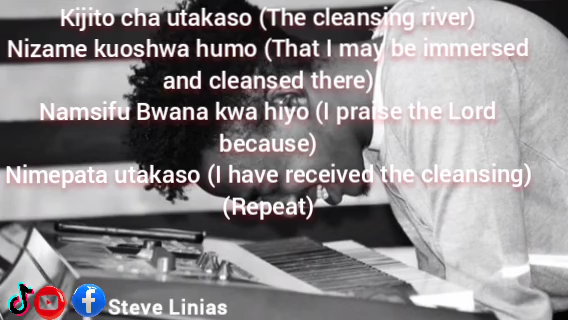 Kijito cha utakaso (The cleansing river)
Nizame kuoshwa humo (That I may be immersed
and cleansed there)
Namsifu Bwana kwa hiyo (I praise the Lord
because)
Nimepata utakaso (I have received the cleansing)
(Repeat)
Steve Linias